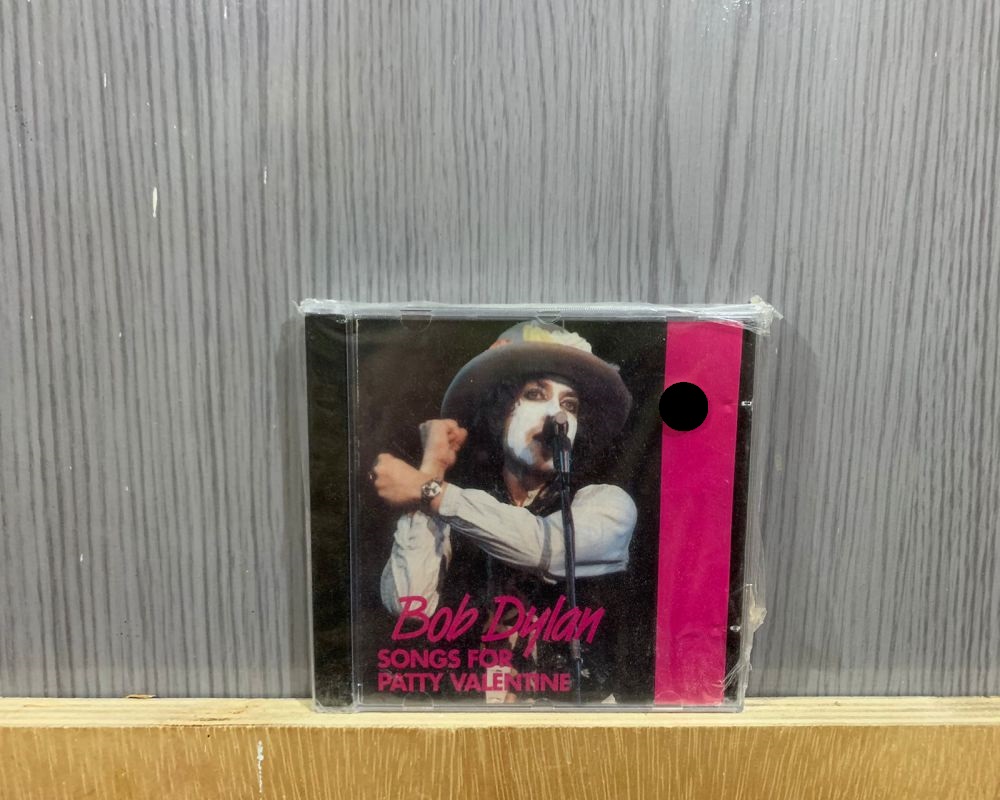 Bob Dylan
SONGS FOR
PATTY VALENTINE